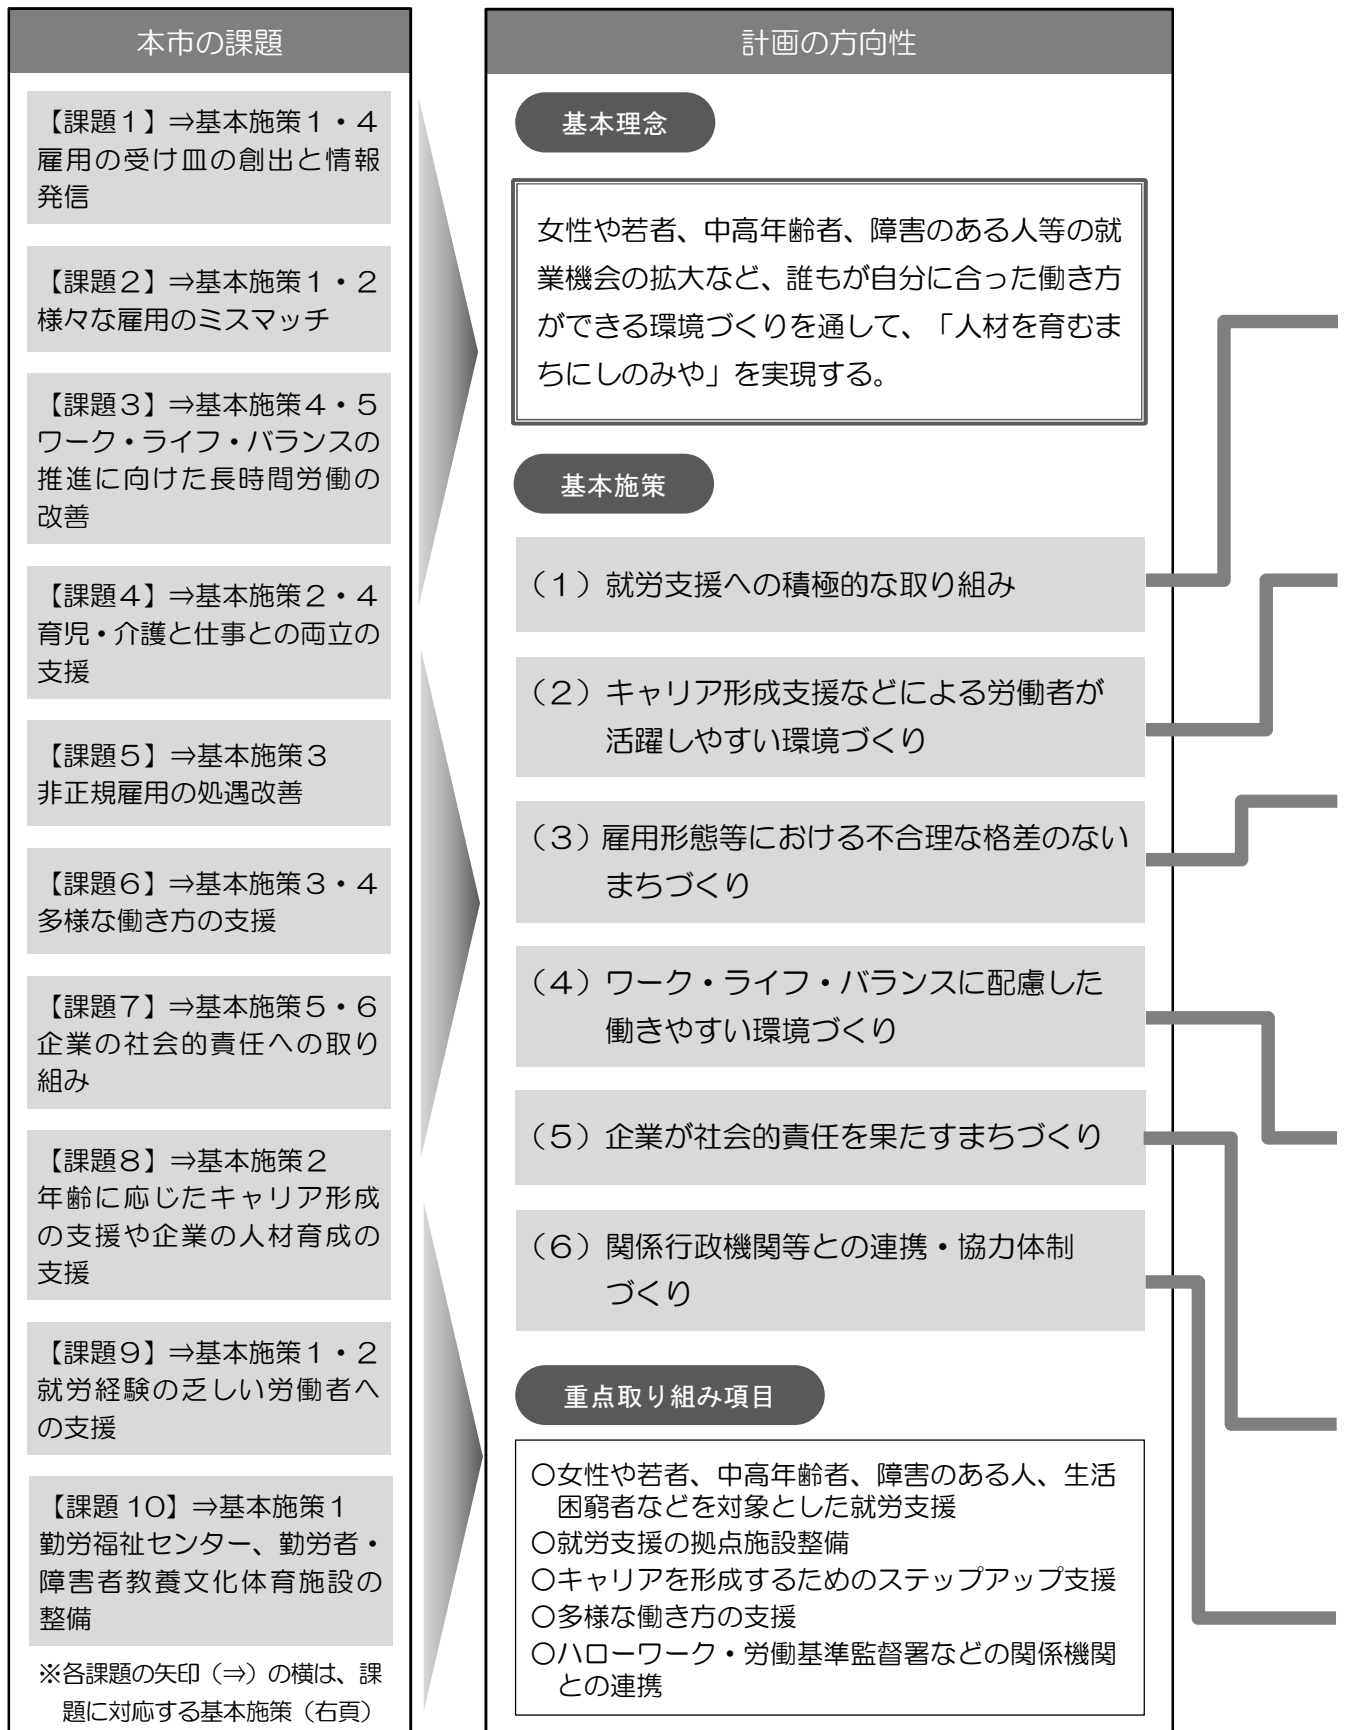 本市の課題
【課題１】⇒基本施策１・４
雇用の受け皿の創出と情報
発信
【課題２】⇒基本施策１・２
様々な雇用のミスマッチ
【課題３】⇒基本施策４・５
ワーク・ライフ・バランスの
推進に向けた長時間労働の
改善
【課題４】⇒基本施策２・４
育児・介護と仕事との両立の
支援
【課題５】⇒基本施策３
非正規雇用の処遇改善
【課題６】⇒基本施策３・４
多様な働き方の支援
【課題７】⇒基本施策５・６
企業の社会的責任への取り
組み
【課題８】⇒基本施策２
年齢に応じたキャリア形成
の支援や企業の人材育成の
支援
【課題９】⇒基本施策１・２
就労経験の乏しい労働者へ
の支援
【課題 10】⇒基本施策１
勤労福祉センター、勤労者・
障害者教養文化体育施設の
整備
※各課題の矢印（⇒）の横は、課
題に対応する基本施策（右頁）
計画の方向性
基本理念
女性や若者、中高年齢者、障害のある人等の就
業機会の拡大など、誰もが自分に合った働き方
ができる環境づくりを通して、「人材を育むま
ちにしのみや」を実現する。
基本施策
（１）就労支援への積極的な取り組み
（２）キャリア形成支援などによる労働者が
活躍しやすい環境づくり
（３）雇用形態等における不合理な格差のない
まちづくり
（４）ワーク・ライフ・バランスに配慮した
働きやすい環境づくり
（５）企業が社会的責任を果たすまちづくり
（６）関係行政機関等との連携・協力体制
づくり
重点取り組み項目
〇女性や若者、中高年齢者、障害のある人、生活
困窮者などを対象とした就労支援
〇就労支援の拠点施設整備
〇キャリアを形成するためのステップアップ支援
〇多様な働き方の支援
〇ハローワーク・労働基準監督署などの関係機関
との連携